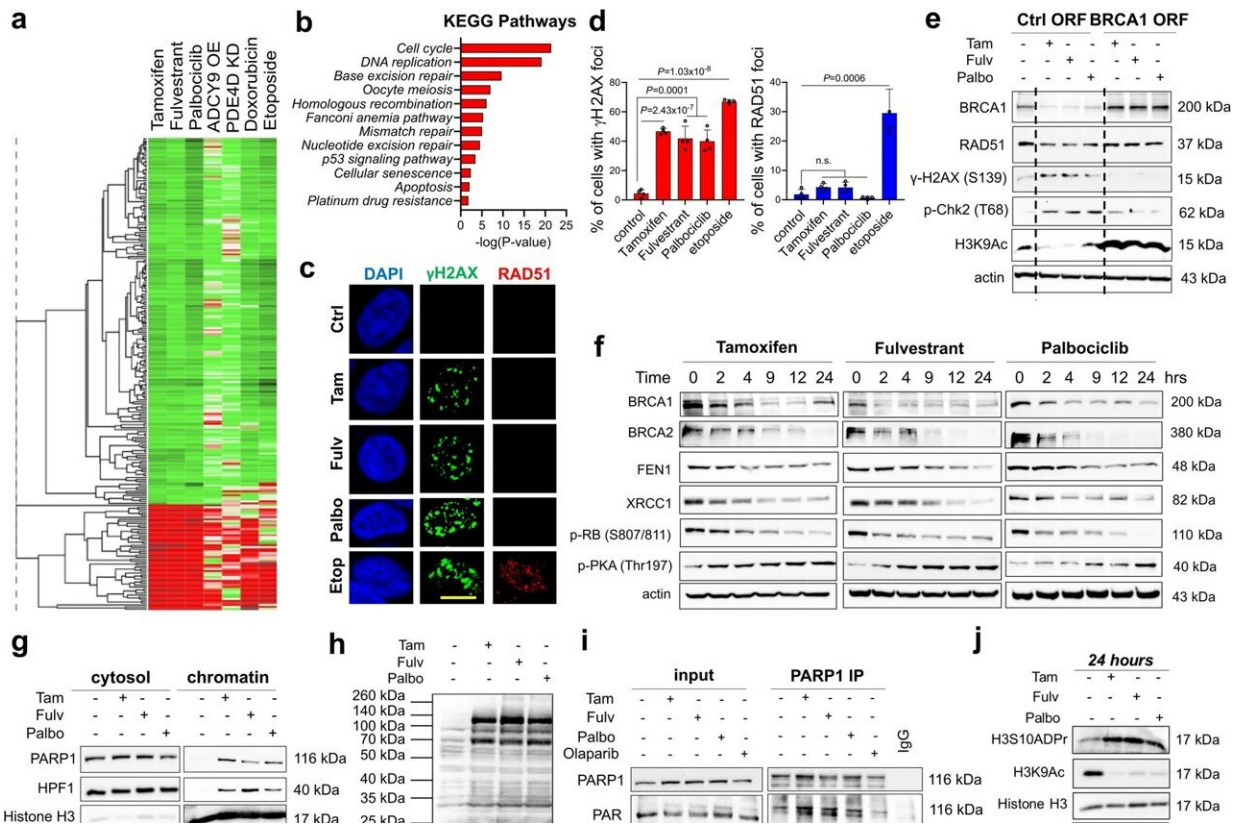 a
Tamoxifen
Fulvestrant
Palbociclib
ADCY9 OE
PDE4D KD
Doxorubicin
Etoposide
b
KEGG Pathways
Cell cycle
DNA replication
Base excision repair
Oocyte meiosis
Homologous recombination
Fanconi anemia pathway
Mismatch repair
Nucleotide excision repair
p53 signaling pathway
Cellular senescence
Apoptosis
Platinum drug resistance
0 5 10 15 20 25
-log(P-value)
c
DAPI γH2AX RAD51
Ctrl
Tam
Fulv
Palbo
Etop
d
% of cells with γH2AX foci
80
60
40
20
0
P=1.03x10⁻⁸
P=0.0001
P=2.43x10⁻⁷
control
Tamoxifen
Fulvestrant
Palbociclib
etoposide
% of cells with RAD51 foci
40
30
20
10
0
P=0.0006
n.s.
control
Tamoxifen
Fulvestrant
Palbociclib
etoposide
e
Ctrl ORF BRCA1 ORF
Tam - + - - - + - -
Fulv - - + - - - + -
Palbo - - - + - - - +
BRCA1 200 kDa
RAD51 37 kDa
γ-H2AX (S139) 15 kDa
p-Chk2 (T68) 62 kDa
H3K9Ac 15 kDa
actin 43 kDa
f
Tamoxifen Fulvestrant Palbociclib
Time 0 2 4 9 12 24 0 2 4 9 12 24 0 2 4 9 12 24 hrs
BRCA1 200 kDa
BRCA2 380 kDa
FEN1 48 kDa
XRCC1 82 kDa
p-RB (S807/811) 110 kDa
p-PKA (Thr197) 40 kDa
actin 43 kDa
g
cytosol chromatin
Tam - + - - - + - -
Fulv - - + - - - + -
Palbo - - - + - - - +
PARP1 116 kDa
HPF1 40 kDa
Histone H3 17 kDa
h
Tam - + - -
Fulv - - + -
Palbo - - - +
260 kDa
140 kDa
100 kDa
70 kDa
50 kDa
40 kDa
35 kDa
25 kDa
i
input PARP1 IP
Tam - + - - - - + - - -
Fulv - - + - - - - + - -
Palbo - - - + - - - - + -
Olaparib - - - - + - - - - + IgG
PARP1 116 kDa
PAR 116 kDa
j
24 hours
Tam - + - -
Fulv - - + -
Palbo - - - +
H3S10ADPr 17 kDa
H3K9Ac 17 kDa
Histone H3 17 kDa